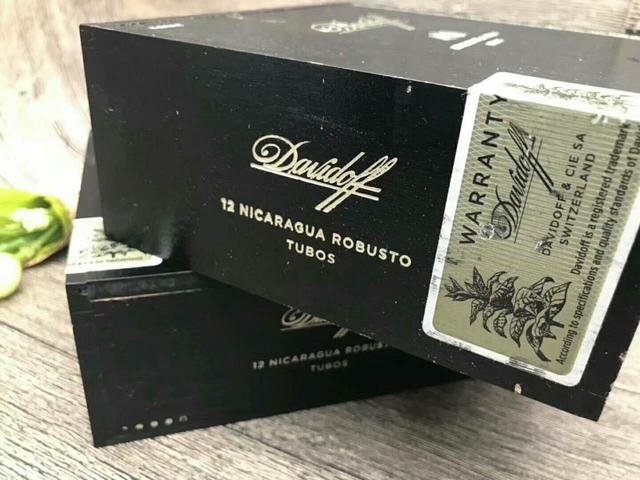 Davidoff
Davidoff
12 NICARAGUA ROBUSTO
TUBOS
WARRANTY
Davidoff
DAVIDOFF & CIE SA
SWITZERLAND
Davidoff is a registered trademark
According to specifications and quality standards of
12 NICARAGUA ROBUSTO
TUBOS